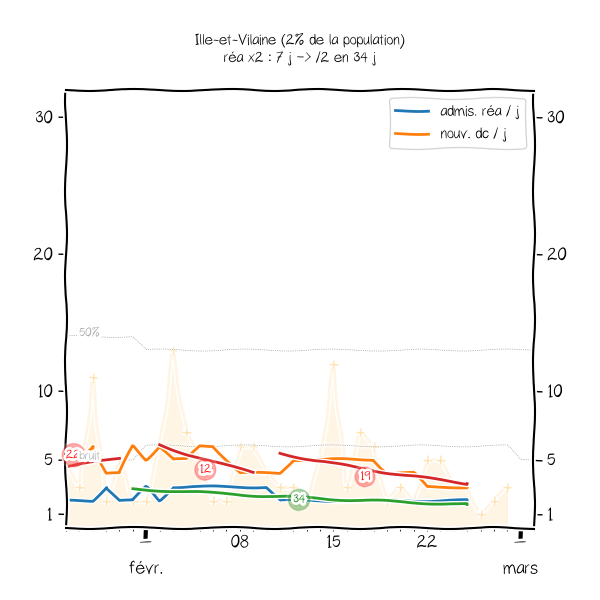 Ille-et-Vilaine (2% de la population)
réa x2 : 7 j -> /2 en 34 j
admis. réa / j
nouv. dc / j
30
30
20
20
50%
10
10
22
bruit
5
5
12
19
34
1
1
1
08
15
22
1
févr.
mars